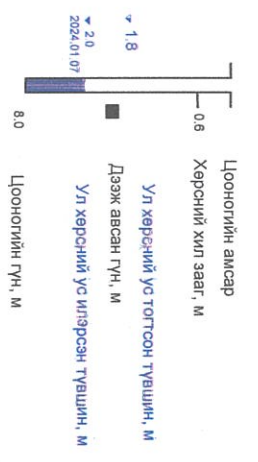 Цооногийн амсар
0.6 Хөрсний хил зааг, м
1.8 Ул хөрсний ус тогтсон түвшин, м
Дээж авсан гүн, м
2.0
2024.01.07
Ул хөрсний ус илэрсэн түвшин, м
8.0 Цооногийн гүн, м